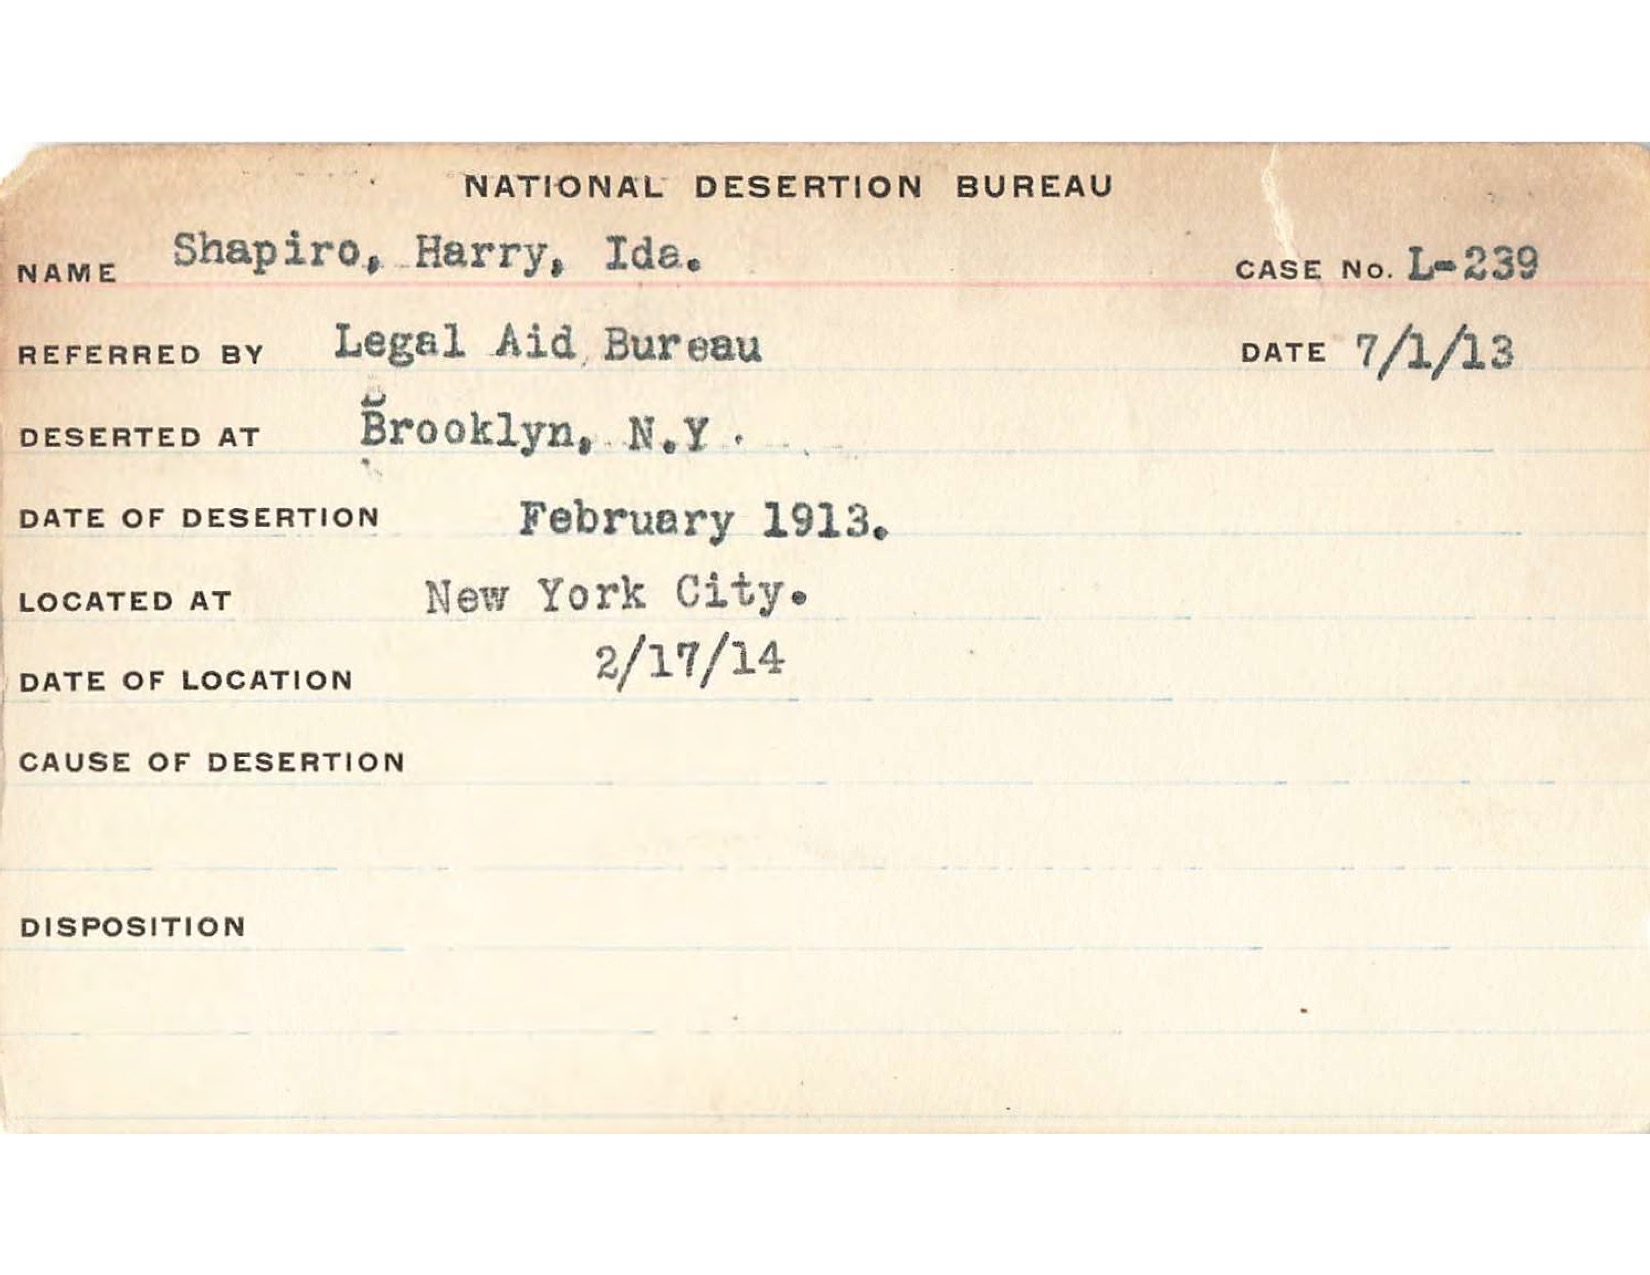 NATIONAL DESERTION BUREAU
NAME Shapiro, Harry, Ida. CASE No. L-239
REFERRED BY Legal Aid Bureau DATE 7/1/13
DESERTED AT Brooklyn, N.Y.
DATE OF DESERTION February 1913.
LOCATED AT New York City.
DATE OF LOCATION 2/17/14
CAUSE OF DESERTION
DISPOSITION